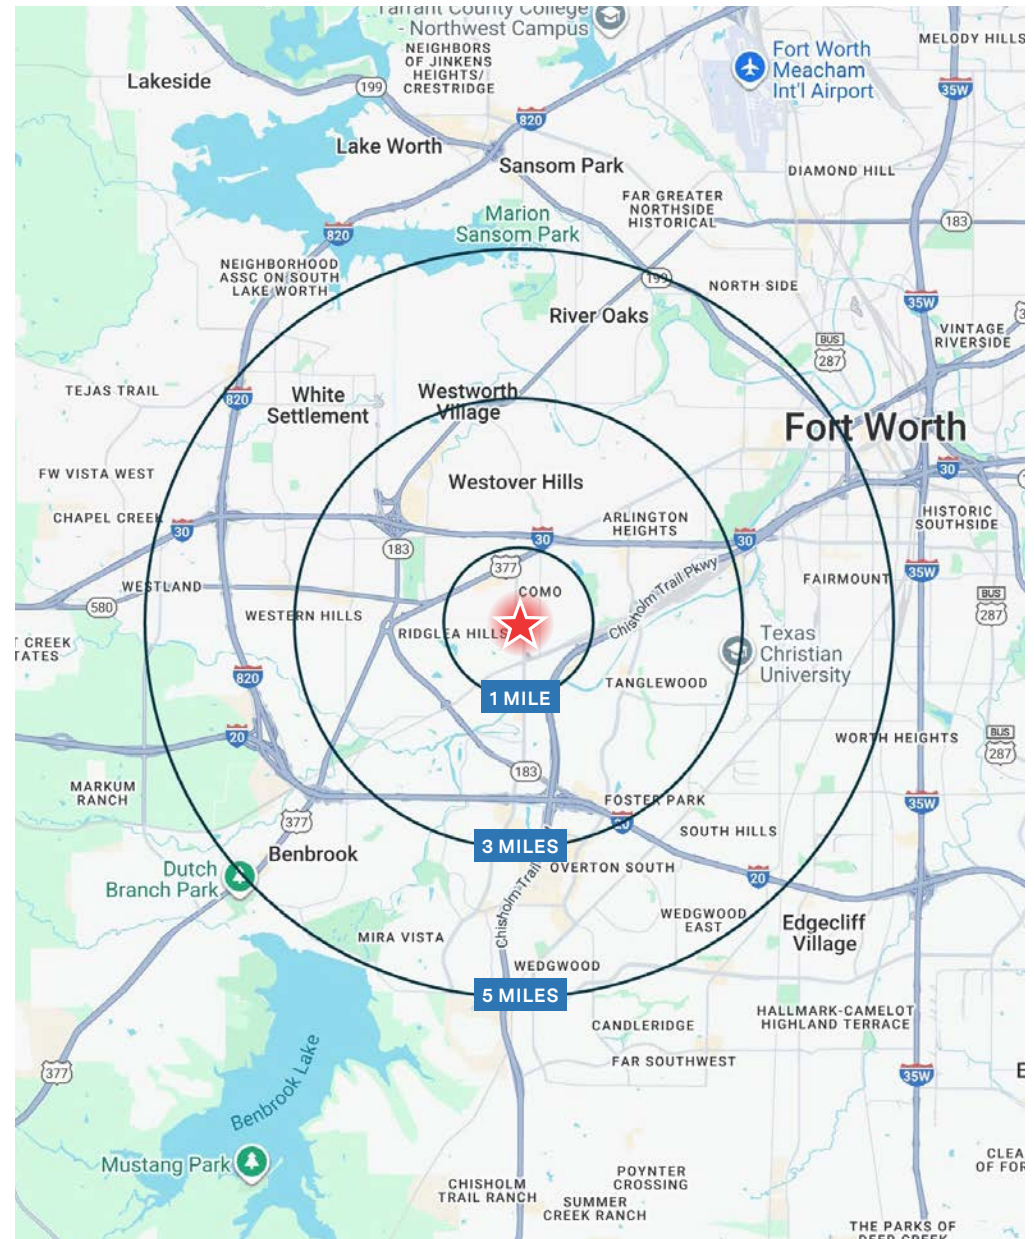 Tarrant County College
- Northwest Campus
NEIGHBORS
OF JINKENS
HEIGHTS/
CRESTRIDGE
Fort Worth
Meacham
Int'l Airport
MELODY HILLS
Lakeside
199
35W
820
Lake Worth
Sansom Park
DIAMOND HILL
FAR GREATER
NORTHSIDE
HISTORICAL
183
Marion
Sansom Park
820
NEIGHBORHOOD
ASSC ON SOUTH
LAKE WORTH
199
NORTH SIDE
35W
River Oaks
VINTAGE
RIVERSIDE
BUS
287
TEJAS TRAIL
820
White
Settlement
Westworth
Village
Fort Worth
FW VISTA WEST
Westover Hills
30
CHAPEL CREEK
30
183
30
ARLINGTON
HEIGHTS
30
HISTORIC
SOUTHSIDE
377
35W
WESTLAND
COMO
Chisholm Trail Pkwy
FAIRMOUNT
BUS
287
580
WESTERN HILLS
RIDGLEA HILLS
T CREEK
TATES
Texas
Christian
University
820
TANGLEWOOD
1 MILE
20
WORTH HEIGHTS
BUS
287
183
MARKUM
RANCH
377
FOSTER PARK
35W
20
SOUTH HILLS
3 MILES
Benbrook
Dutch
Branch Park
Chisholm Trail
OVERTON SOUTH
20
WEDGWOOD
EAST
Edgecliff
Village
MIRA VISTA
WEDGWOOD
5 MILES
CANDLERIDGE
HALLMARK-CAMELOT
HIGHLAND TERRACE
FAR SOUTHWEST
377
35W
Benbrook Lake
Mustang Park
CHISHOLM
TRAIL RANCH
POYNTER
CROSSING
SUMMER
CREEK RANCH
CLEA
OF FOR
THE PARKS OF
DEER CREEK